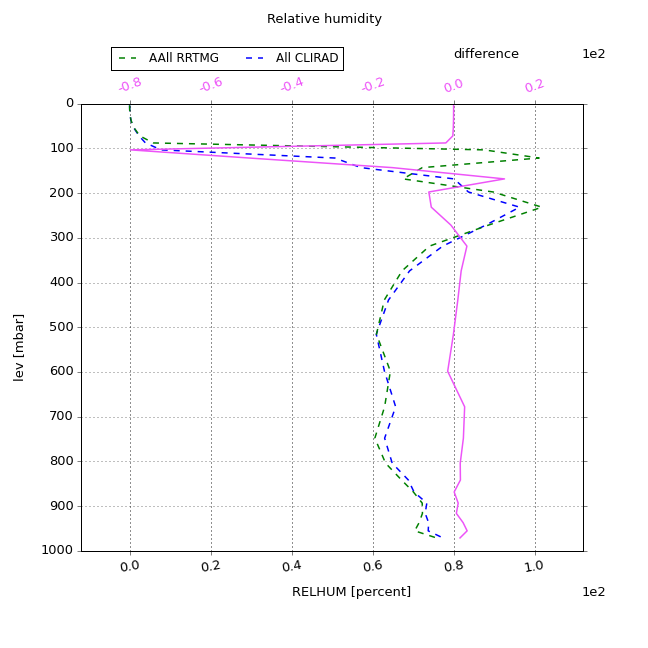 Relative humidity
AAll RRTMG All CLIRAD
difference 1e2
-0.8 -0.6 -0.4 -0.2 0.0 0.2
0
100
200
300
400
500
600
700
800
900
1000
lev [mbar]
0.0 0.2 0.4 0.6 0.8 1.0
RELHUM [percent] 1e2